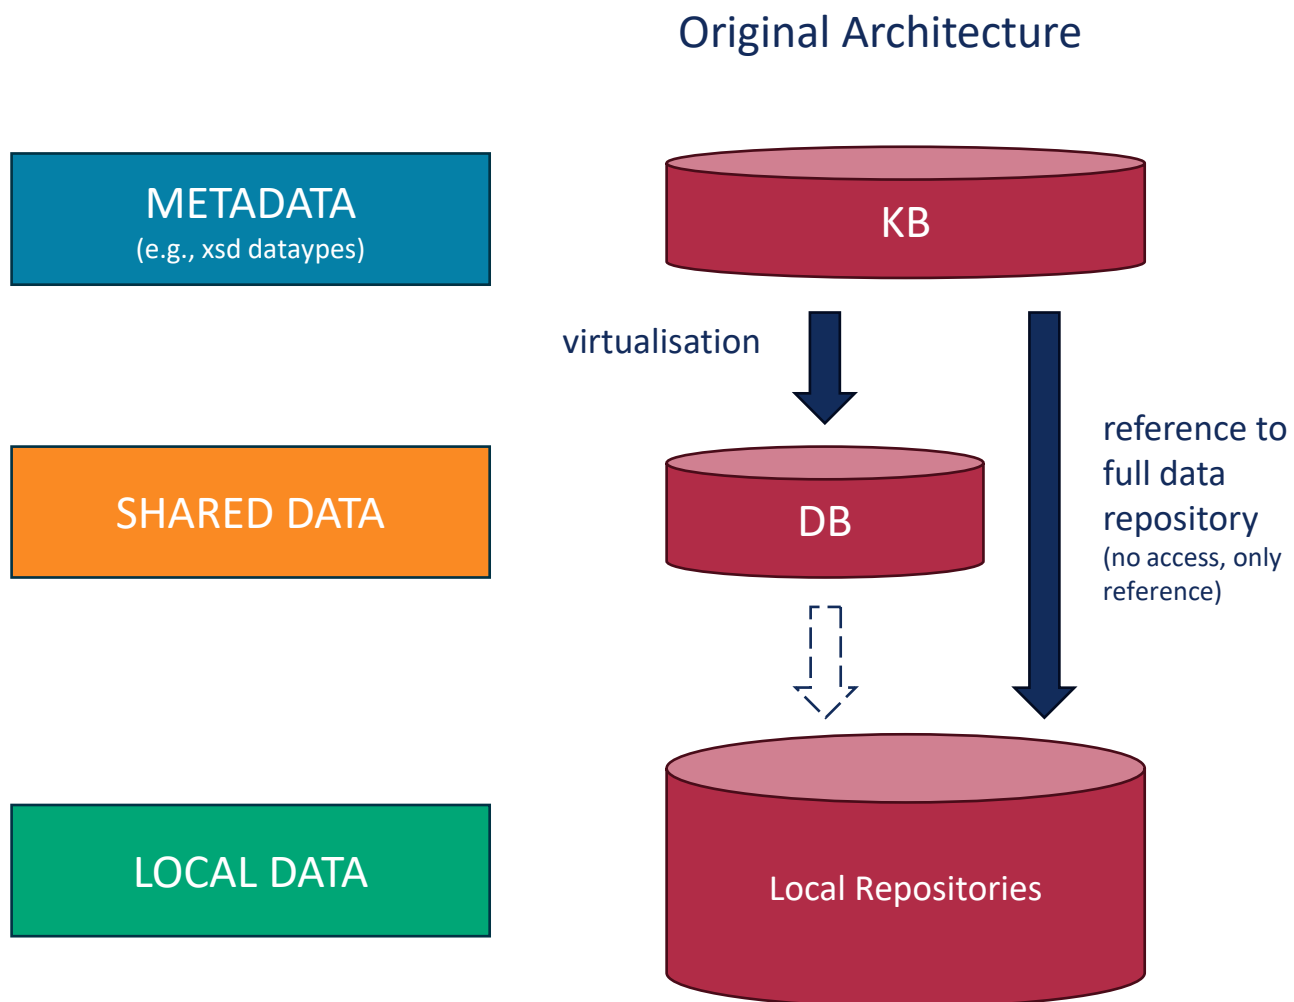 Original Architecture
METADATA
(e.g., xsd dataypes)
KB
virtualisation
reference to
full data
repository
(no access, only
reference)
SHARED DATA
DB
LOCAL DATA
Local Repositories